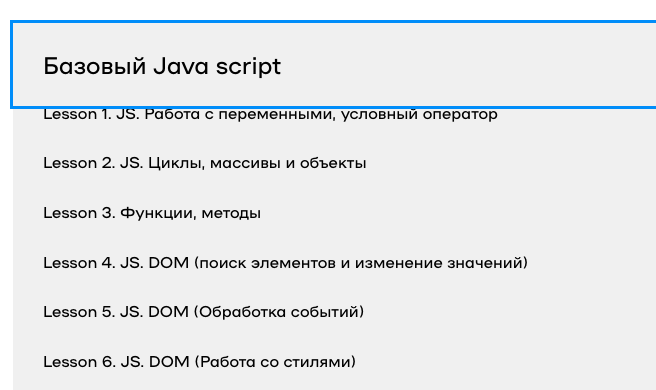 Базовый Java script
Lesson 1. JS. Работа с переменными, условный оператор
Lesson 2. JS. Циклы, массивы и объекты
Lesson 3. Функции, методы
Lesson 4. JS. DOM (поиск элементов и изменение значений)
Lesson 5. JS. DOM (Обработка событий)
Lesson 6. JS. DOM (Работа со стилями)